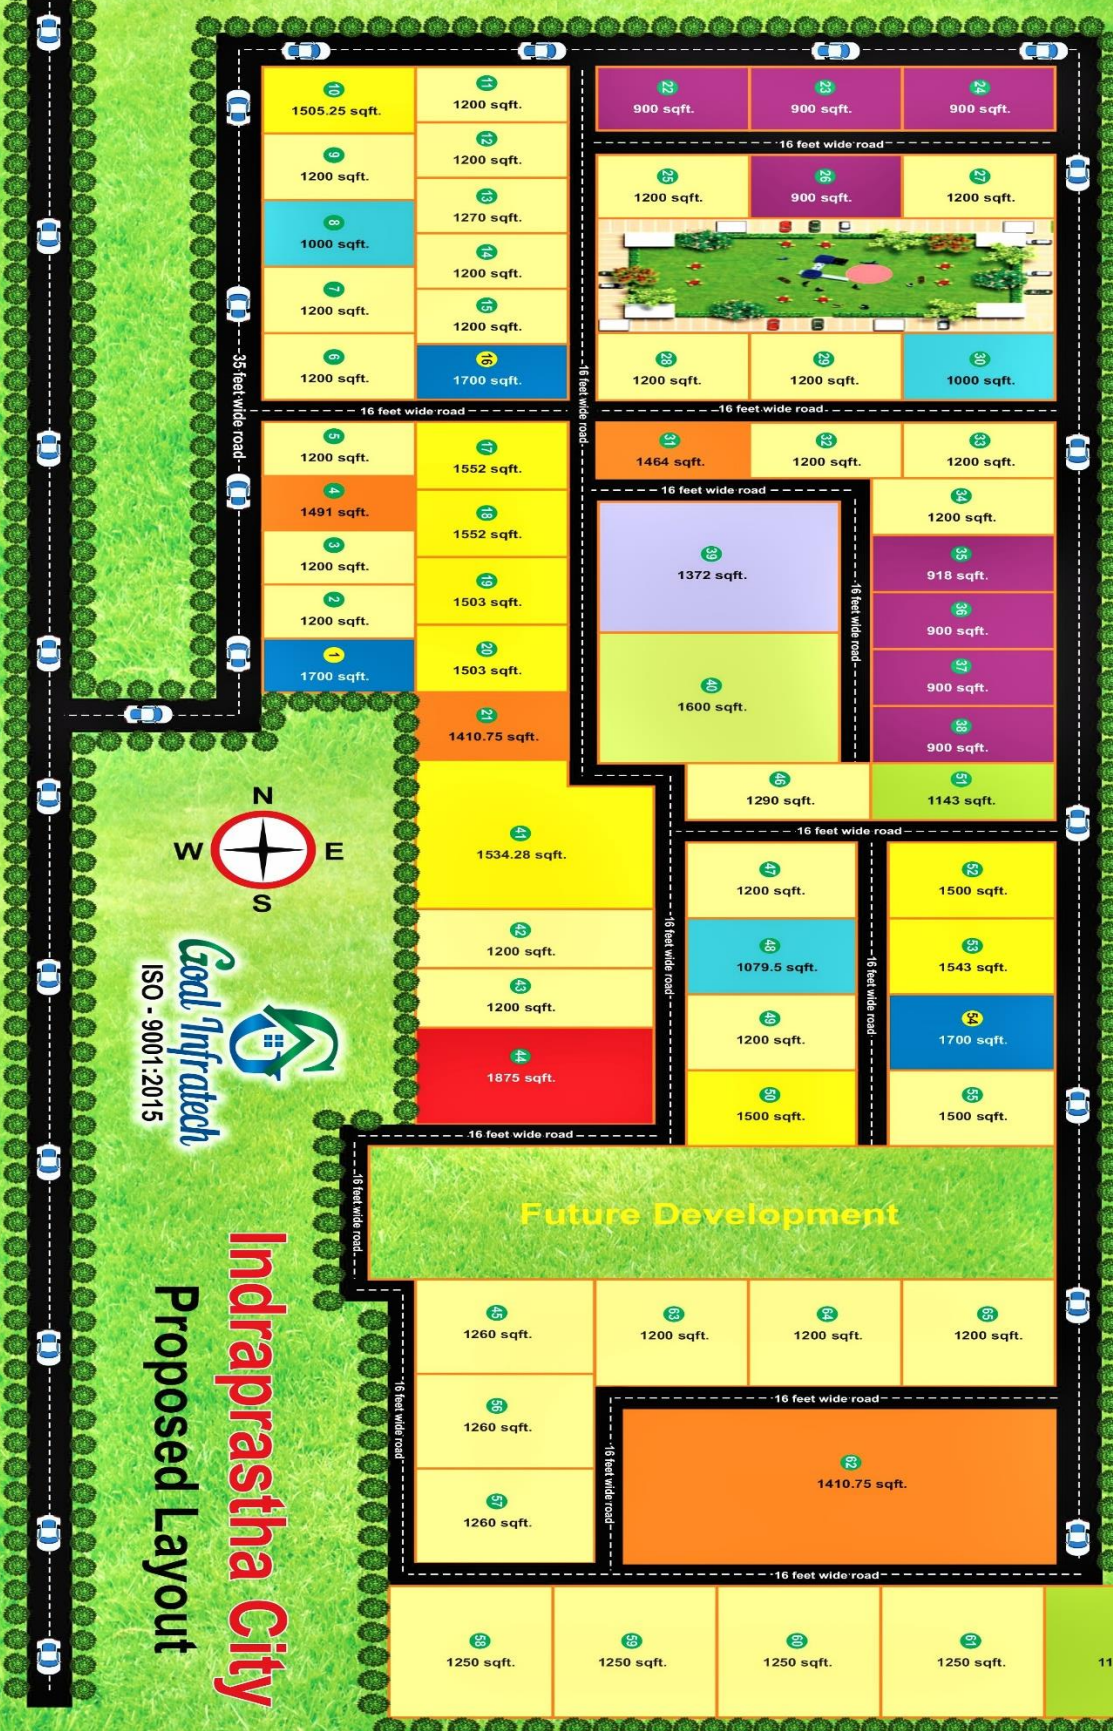 10
1505.25 sqft.
9
1200 sqft.
8
1000 sqft.
7
1200 sqft.
6
1200 sqft.
11
1200 sqft.
12
1200 sqft.
13
1270 sqft.
14
1200 sqft.
15
1200 sqft.
16
1700 sqft.
22
900 sqft.
23
900 sqft.
24
900 sqft.
16 feet wide road
25
1200 sqft.
26
900 sqft.
27
1200 sqft.
28
1200 sqft.
29
1200 sqft.
30
1000 sqft.
35 feet wide road
16 feet wide road
16 feet wide road
16 feet wide road
5
1200 sqft.
4
1491 sqft.
3
1200 sqft.
2
1200 sqft.
1
1700 sqft.
17
1552 sqft.
18
1552 sqft.
19
1503 sqft.
20
1503 sqft.
21
1410.75 sqft.
31
1464 sqft.
32
1200 sqft.
33
1200 sqft.
16 feet wide road
34
1200 sqft.
39
1372 sqft.
40
1600 sqft.
16 feet wide road
35
918 sqft.
36
900 sqft.
37
900 sqft.
38
900 sqft.
46
1290 sqft.
51
1143 sqft.
16 feet wide road
N
W E
S
41
1534.28 sqft.
42
1200 sqft.
43
1200 sqft.
44
1875 sqft.
16 feet wide road
47
1200 sqft.
48
1079.5 sqft.
49
1200 sqft.
50
1500 sqft.
16 feet wide road
52
1500 sqft.
53
1543 sqft.
54
1700 sqft.
55
1500 sqft.
Goal Infratech
ISO - 9001:2015
16 feet wide road
16 feet wide road
Future Development
Indraprastha City
Proposed Layout
45
1260 sqft.
63
1200 sqft.
64
1200 sqft.
65
1200 sqft.
56
1260 sqft.
57
1260 sqft.
16 feet wide road
16 feet wide road
16 feet wide road
62
1410.75 sqft.
16 feet wide road
58
1250 sqft.
59
1250 sqft.
60
1250 sqft.
61
1250 sqft.
11